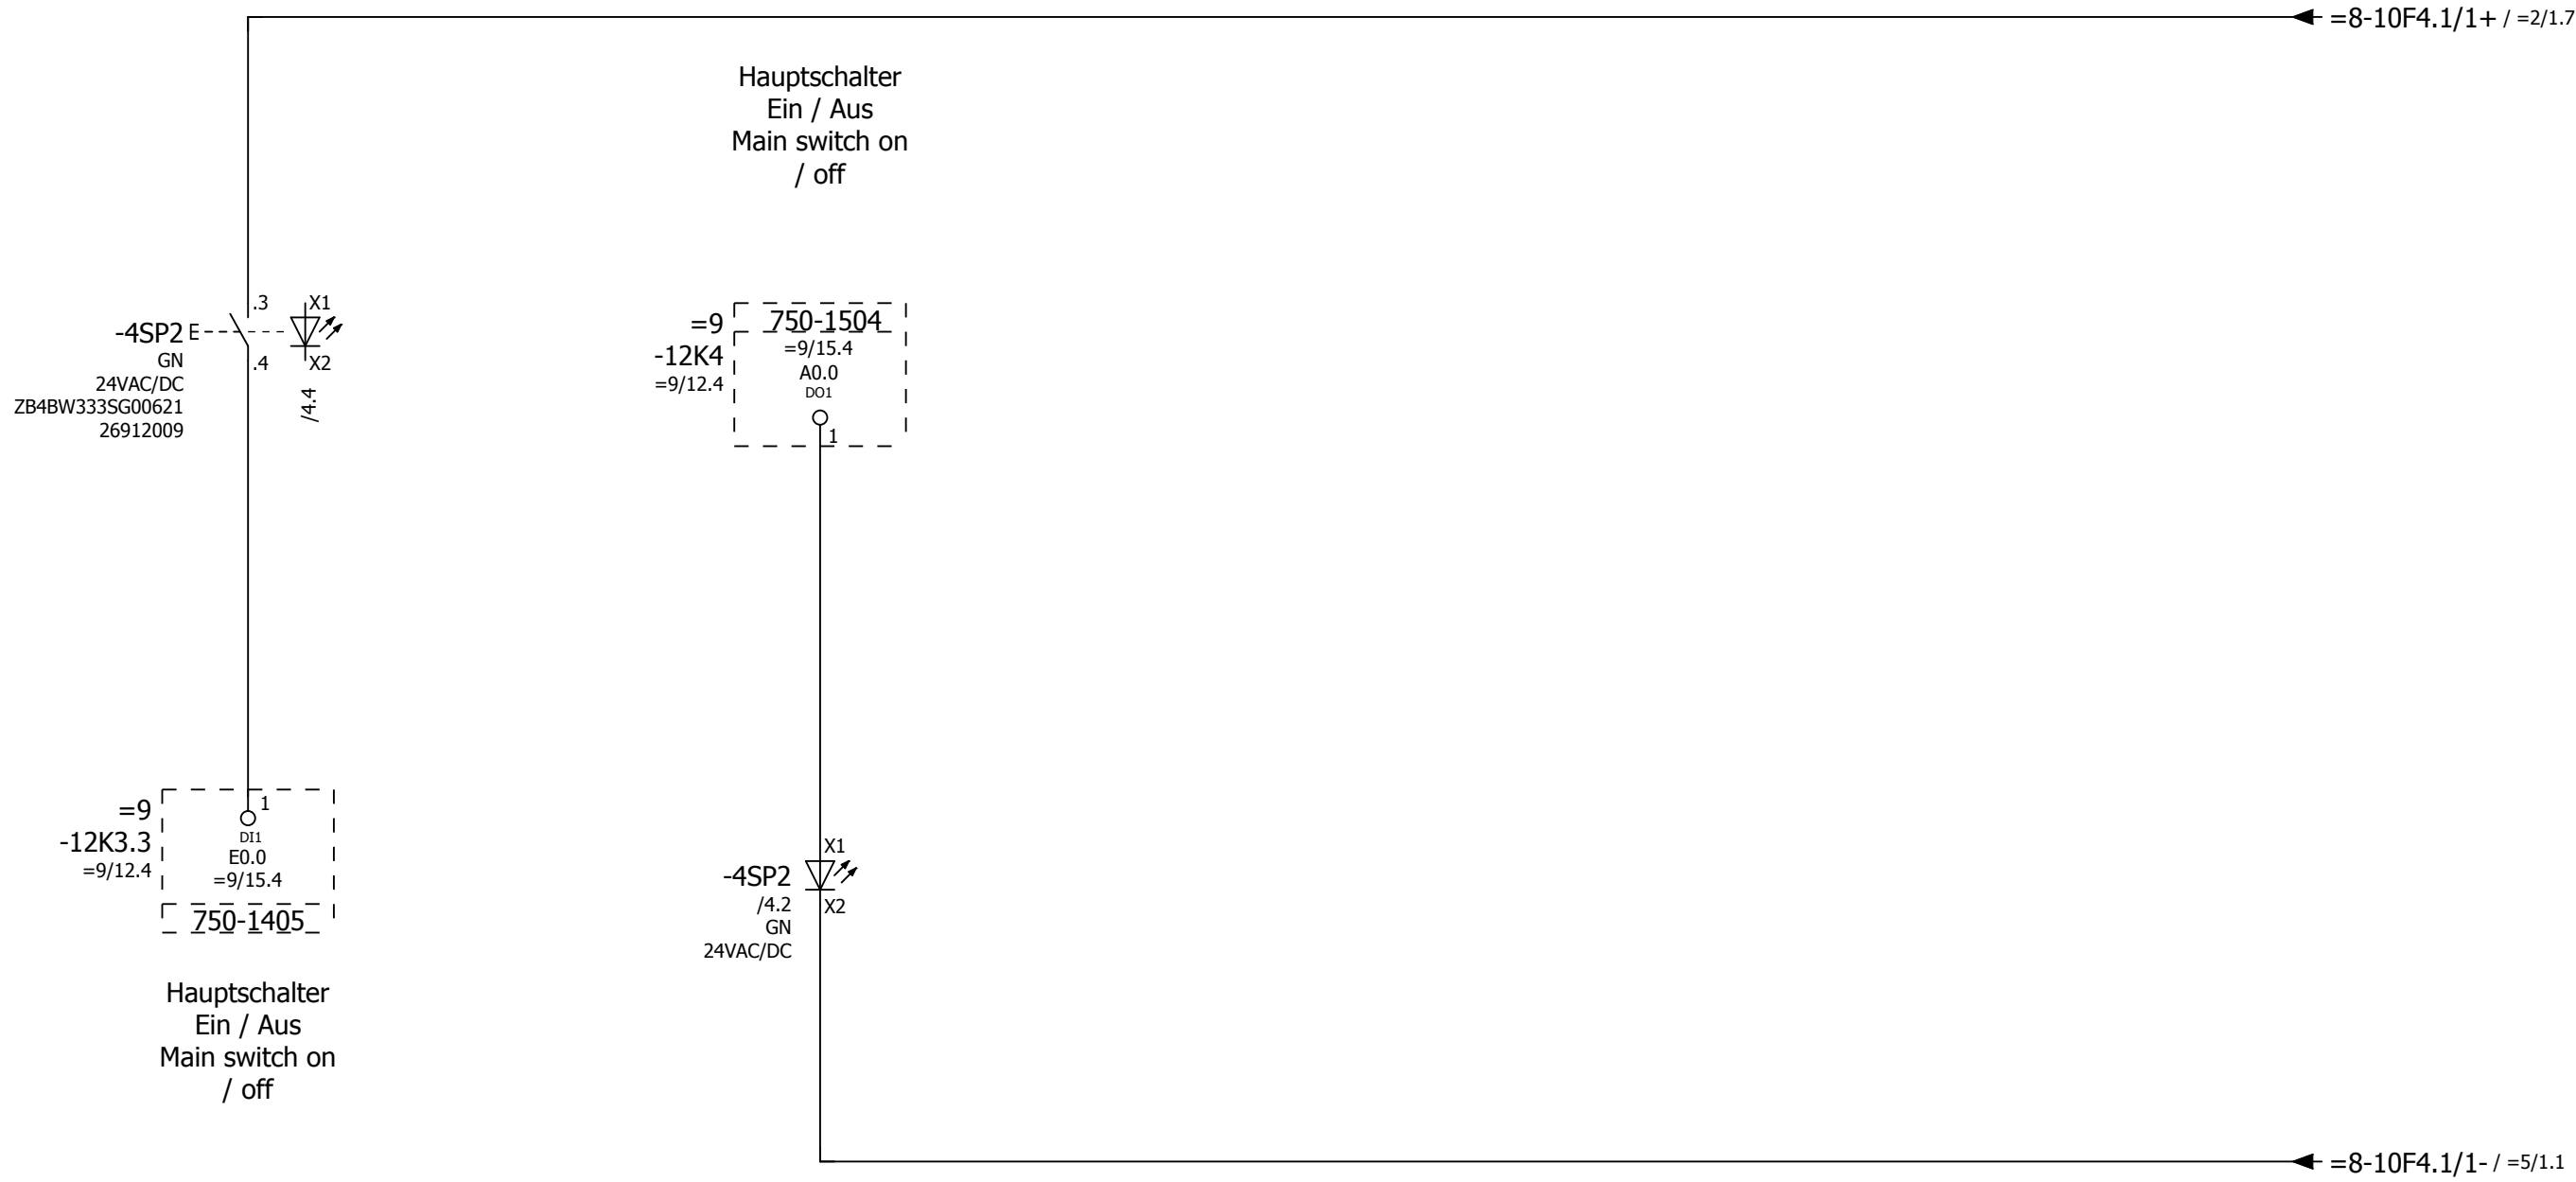 =8-10F4.1/1+ / =2/1.7
Hauptschalter
Ein / Aus
Main switch on
/ off
.3
X1
-4SP2
GN
24VAC/DC
ZB4BW333SG00621
26912009
.4
X2
/4.4
=9
-12K4
=9/12.4
750-1504
=9/15.4
A0.0
DO1
1
=9
-12K3.3
=9/12.4
1
DI1
E0.0
=9/15.4
750-1405
Hauptschalter
Ein / Aus
Main switch on
/ off
X1
-4SP2
/4.2
GN
24VAC/DC
X2
=8-10F4.1/1- / =5/1.1